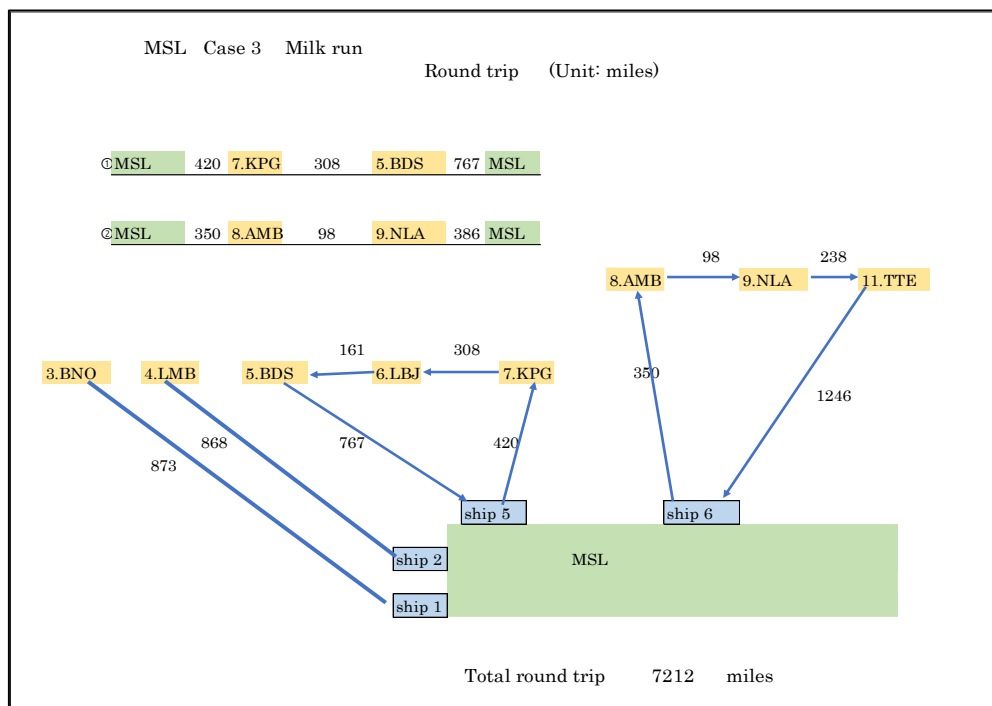 MSL Case 3 Milk run
Round trip (Unit: miles)
①MSL 420 7.KPG 308 5.BDS 767 MSL
②MSL 350 8.AMB 98 9.NLA 386 MSL
98 238
8.AMB 9.NLA 11.TTE
161 308
3.BNO 4.LMB 5.BDS 6.LBJ 7.KPG 350
1246
868 767 420
873
ship 5 ship 6
ship 2 MSL
ship 1
Total round trip 7212 miles